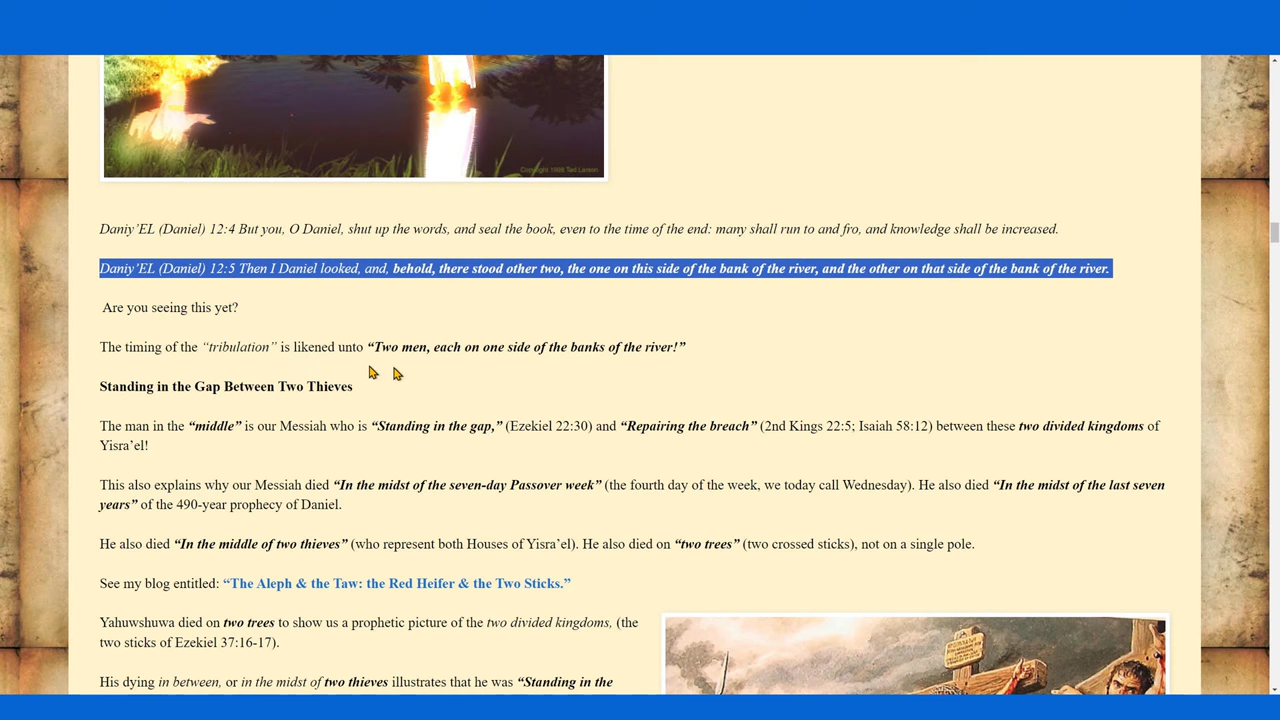 Copyright 1999 Ted Larson
Daniy’EL (Daniel) 12:4 But you, O Daniel, shut up the words, and seal the book, even to the time of the end: many shall run to and fro, and knowledge shall be increased.
Daniy’EL (Daniel) 12:5 Then I Daniel looked, and, behold, there stood other two, the one on this side of the bank of the river, and the other on that side of the bank of the river.
Are you seeing this yet?
The timing of the “tribulation” is likened unto “Two men, each on one side of the banks of the river!”
Standing in the Gap Between Two Thieves
The man in the “middle” is our Messiah who is “Standing in the gap,” (Ezekiel 22:30) and “Repairing the breach” (2nd Kings 22:5; Isaiah 58:12) between these two divided kingdoms of
Yisra’el!
This also explains why our Messiah died “In the midst of the seven-day Passover week” (the fourth day of the week, we today call Wednesday). He also died “In the midst of the last seven
years” of the 490-year prophecy of Daniel.
He also died “In the middle of two thieves” (who represent both Houses of Yisra’el). He also died on “two trees” (two crossed sticks), not on a single pole.
See my blog entitled: “The Aleph & the Taw: the Red Heifer & the Two Sticks.”
Yahuwshuwa died on two trees to show us a prophetic picture of the two divided kingdoms, (the
two sticks of Ezekiel 37:16-17).
His dying in between, or in the midst of two thieves illustrates that he was “Standing in the